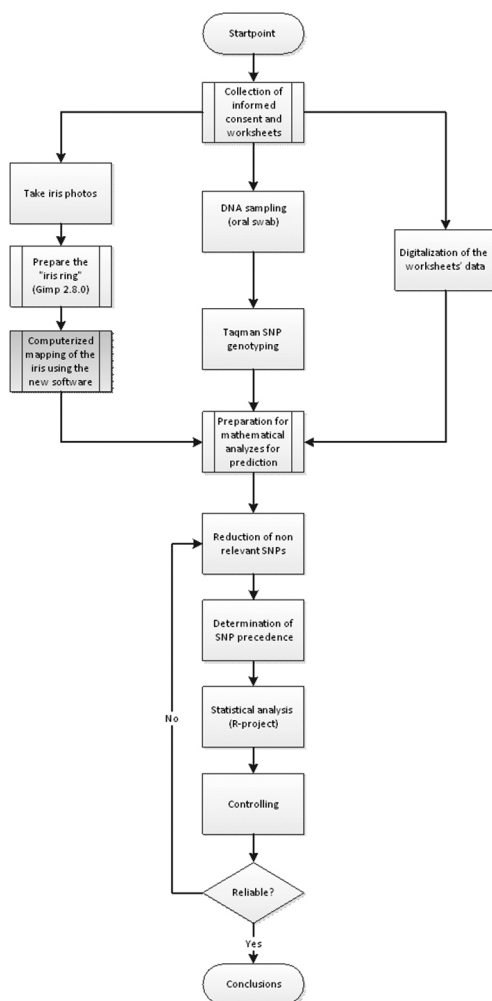 Startpoint
Collection of
informed
consent and
worksheets
Take iris photos
DNA sampling
(oral swab)
Digitalization of the
worksheets' data
Prepare the
"iris ring"
(Gimp 2.8.0)
Taqman SNP
genotyping
Computerized
mapping of the
iris using the
new software
Preparation for
mathematical
analyzes for
prediction
Reduction of non
relevant SNPs
Determination of
SNP precedence
Statistical analysis
(R-project)
No
Controlling
Reliable?
Yes
Conclusions